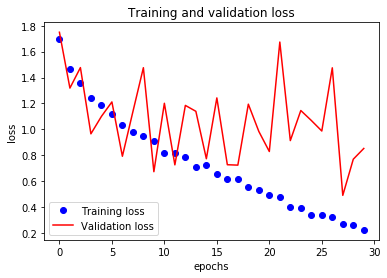 Training and validation loss
1.8
1.6
1.4
1.2
1.0
0.8
0.6
0.4
0.2
loss
Training loss
Validation loss
0 5 10 15 20 25 30
epochs